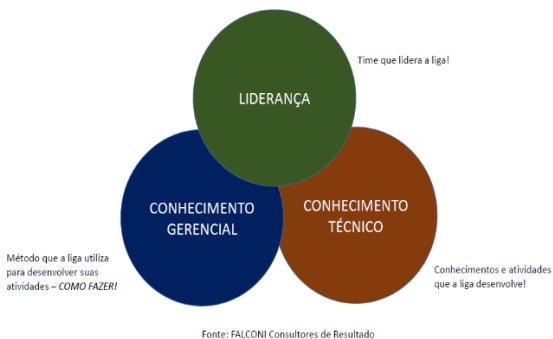 Time que lidera a liga!
LIDERANÇA
CONHECIMENTO
GERENCIAL
CONHECIMENTO
TÉCNICO
Método que a liga utiliza
para desenvolver suas
atividades – COMO FAZER!
Conhecimentos e atividades
que a liga desenvolve!
Fonte: FALCONI Consultores de Resultado